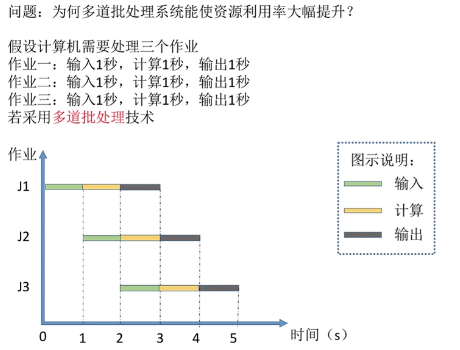 问题：为何多道批处理系统能使资源利用率大幅提升？
假设计算机需要处理三个作业
作业一：输入1秒，计算1秒，输出1秒
作业二：输入1秒，计算1秒，输出1秒
作业三：输入1秒，计算1秒，输出1秒
若采用多道批处理技术
作业
图示说明：
输入
计算
输出
J1
J2
J3
0 1 2 3 4 5 时间（s）